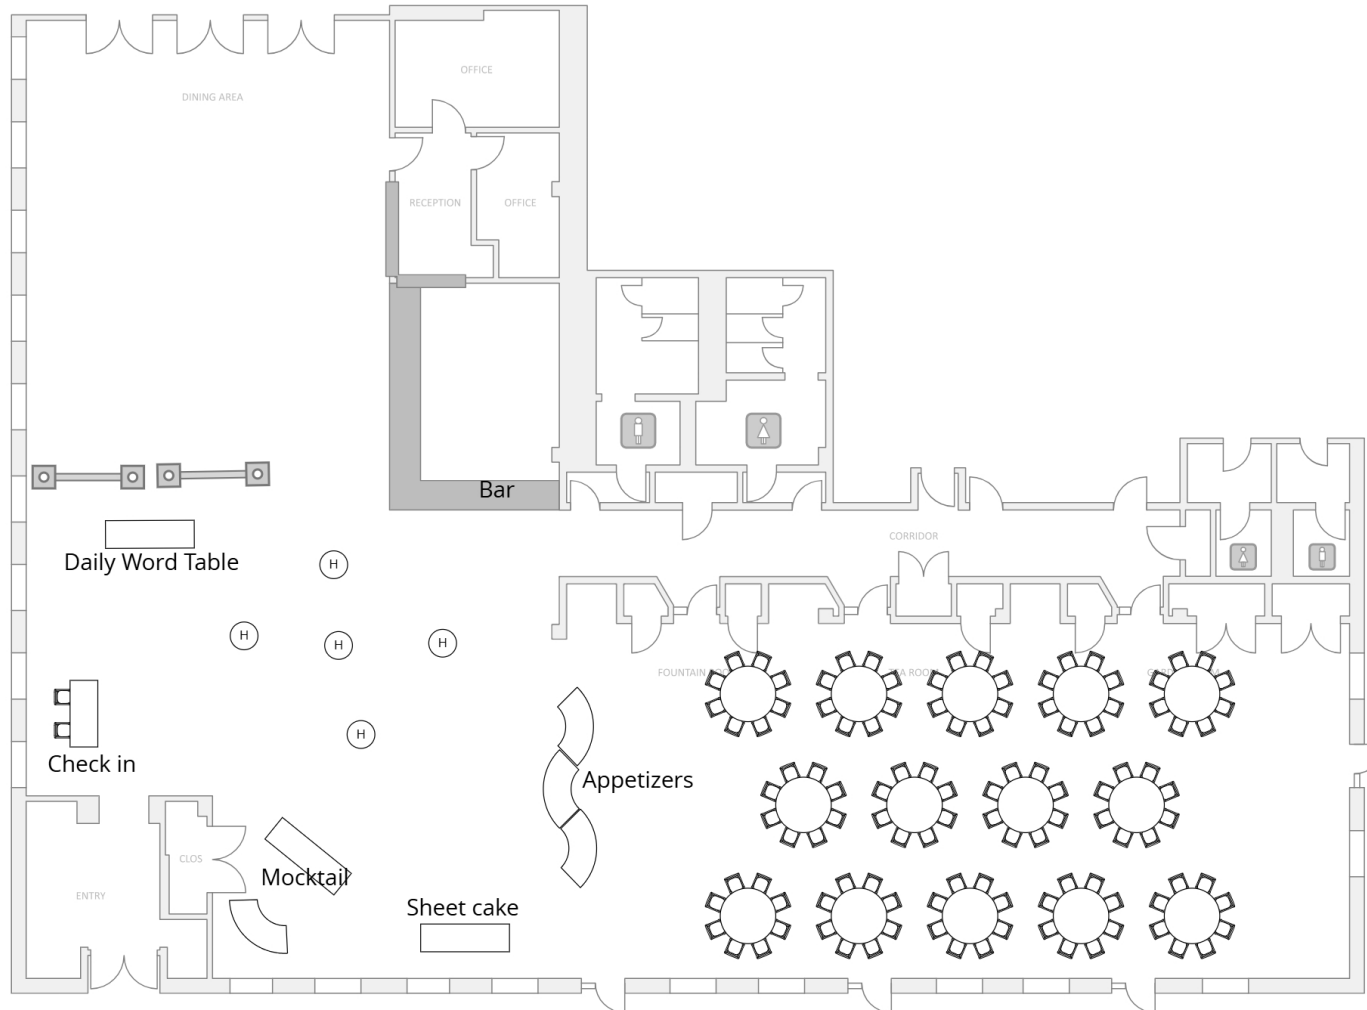 OFFICE
DINING AREA
RECEPTION
OFFICE
Bar
CORRIDOR
Daily Word Table
H
H
H
H
H
FOUNTAIN
TEA ROOM
Check in
Appetizers
CLOS
Mocktail
ENTRY
Sheet cake